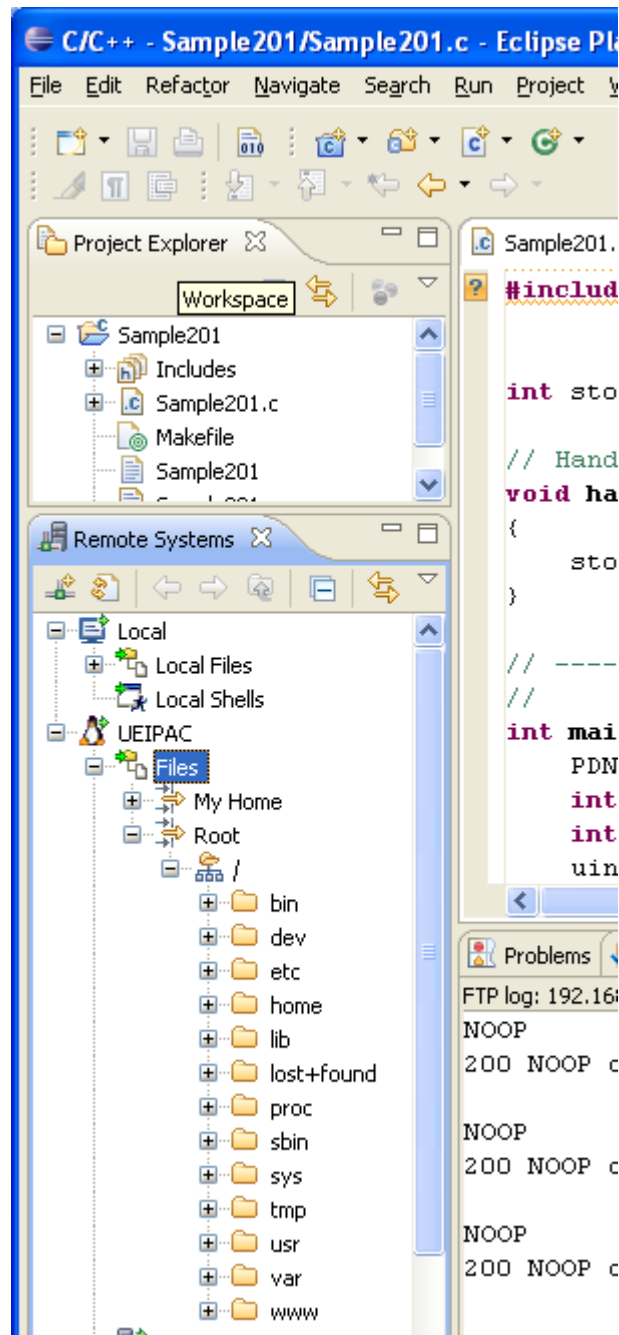 C/C++ - Sample201/Sample201.c - Eclipse Pla
File Edit Refactor Navigate Search Run Project W
010
Project Explorer
Workspace
Sample201
Includes
Sample201.c
Makefile
Sample201
Remote Systems
Local
Local Files
Local Shells
UEIPAC
Files
My Home
Root
/
bin
dev
etc
home
lib
lost+found
proc
sbin
sys
tmp
usr
var
www
Sample201.
#includ
int sto
// Hand
void ha
{
sto
}
// ----
//
int mai
PDN
int
int
uin
Problems
FTP log: 192.168
NOOP
200 NOOP c
NOOP
200 NOOP c
NOOP
200 NOOP c